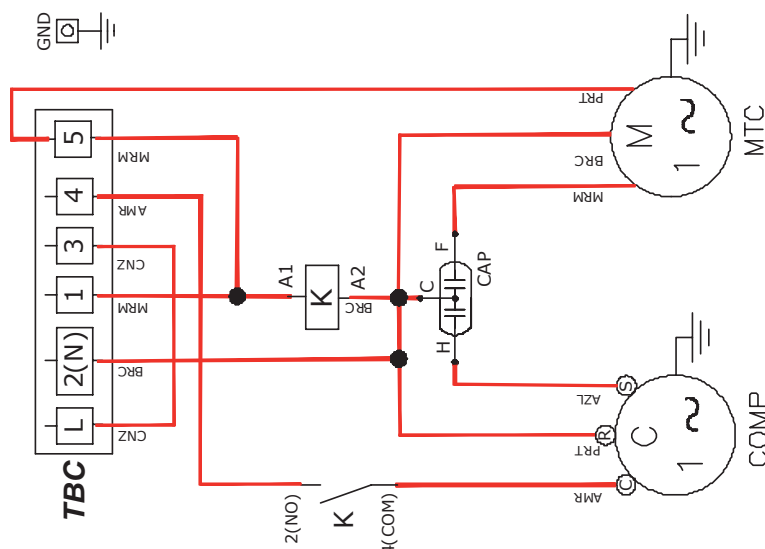 GND
TBC
L
2(N)
1
3
4
5
CNZ
BRC
MRM
CNZ
AMR
MRM
A1
K
A2
BRC
2(NO)
K
(COM)
H
C
F
CAP
PRT
BRC
MRM
M
1
MTC
AZL
PRT
AMR
S
R
C
C
1
COMP